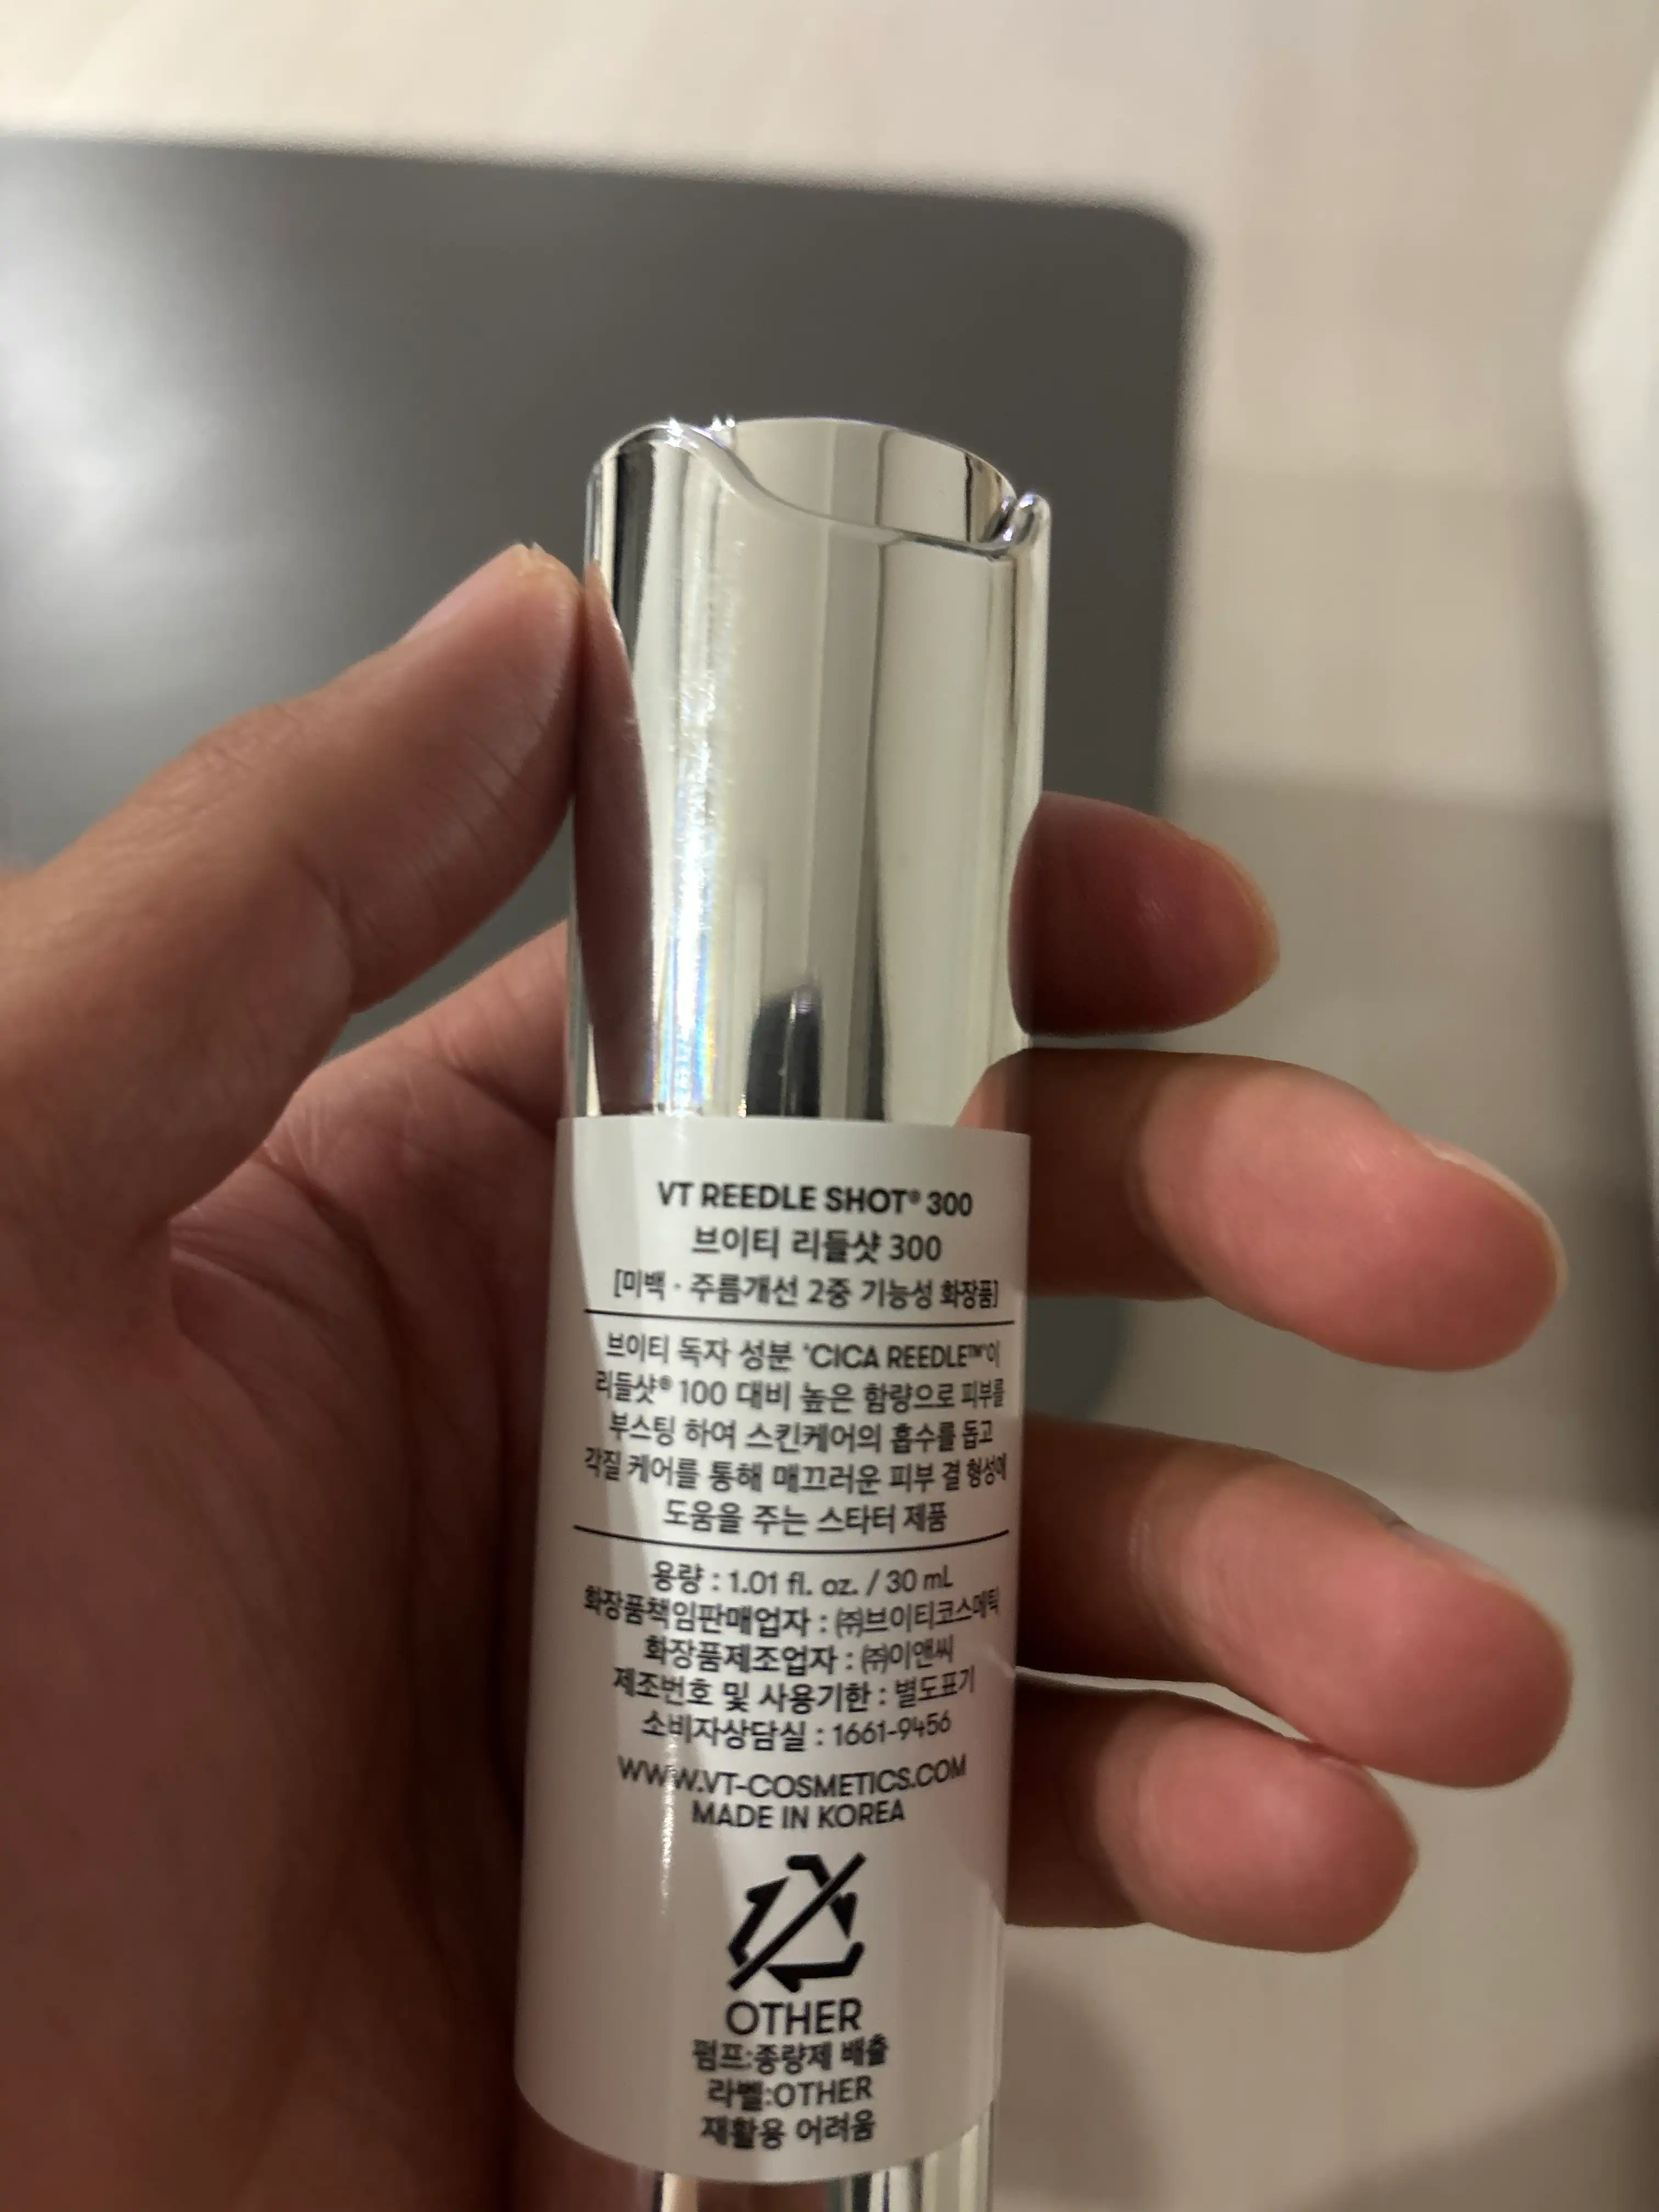 VT REEDLE SHOT® 300
브이티 리들샷 300
[미백 · 주름개선 2중 기능성 화장품]
브이티 독자 성분 'CICA REEDLE™'이
리들샷® 100 대비 높은 함량으로 피부를
부스팅 하여 스킨케어의 흡수를 돕고
각질 케어를 통해 매끄러운 피부 결 형성에
도움을 주는 스타터 제품
용량 : 1.01 fl. oz. / 30 mL
화장품책임판매업자 : ㈜브이티코스메틱
화장품제조업자 : ㈜이앤씨
제조번호 및 사용기한 : 별도표기
소비자상담실 : 1661-9456
WWW.VT-COSMETICS.COM
MADE IN KOREA
OTHER
펌프:종량제 배출
라벨:OTHER
재활용 어려움